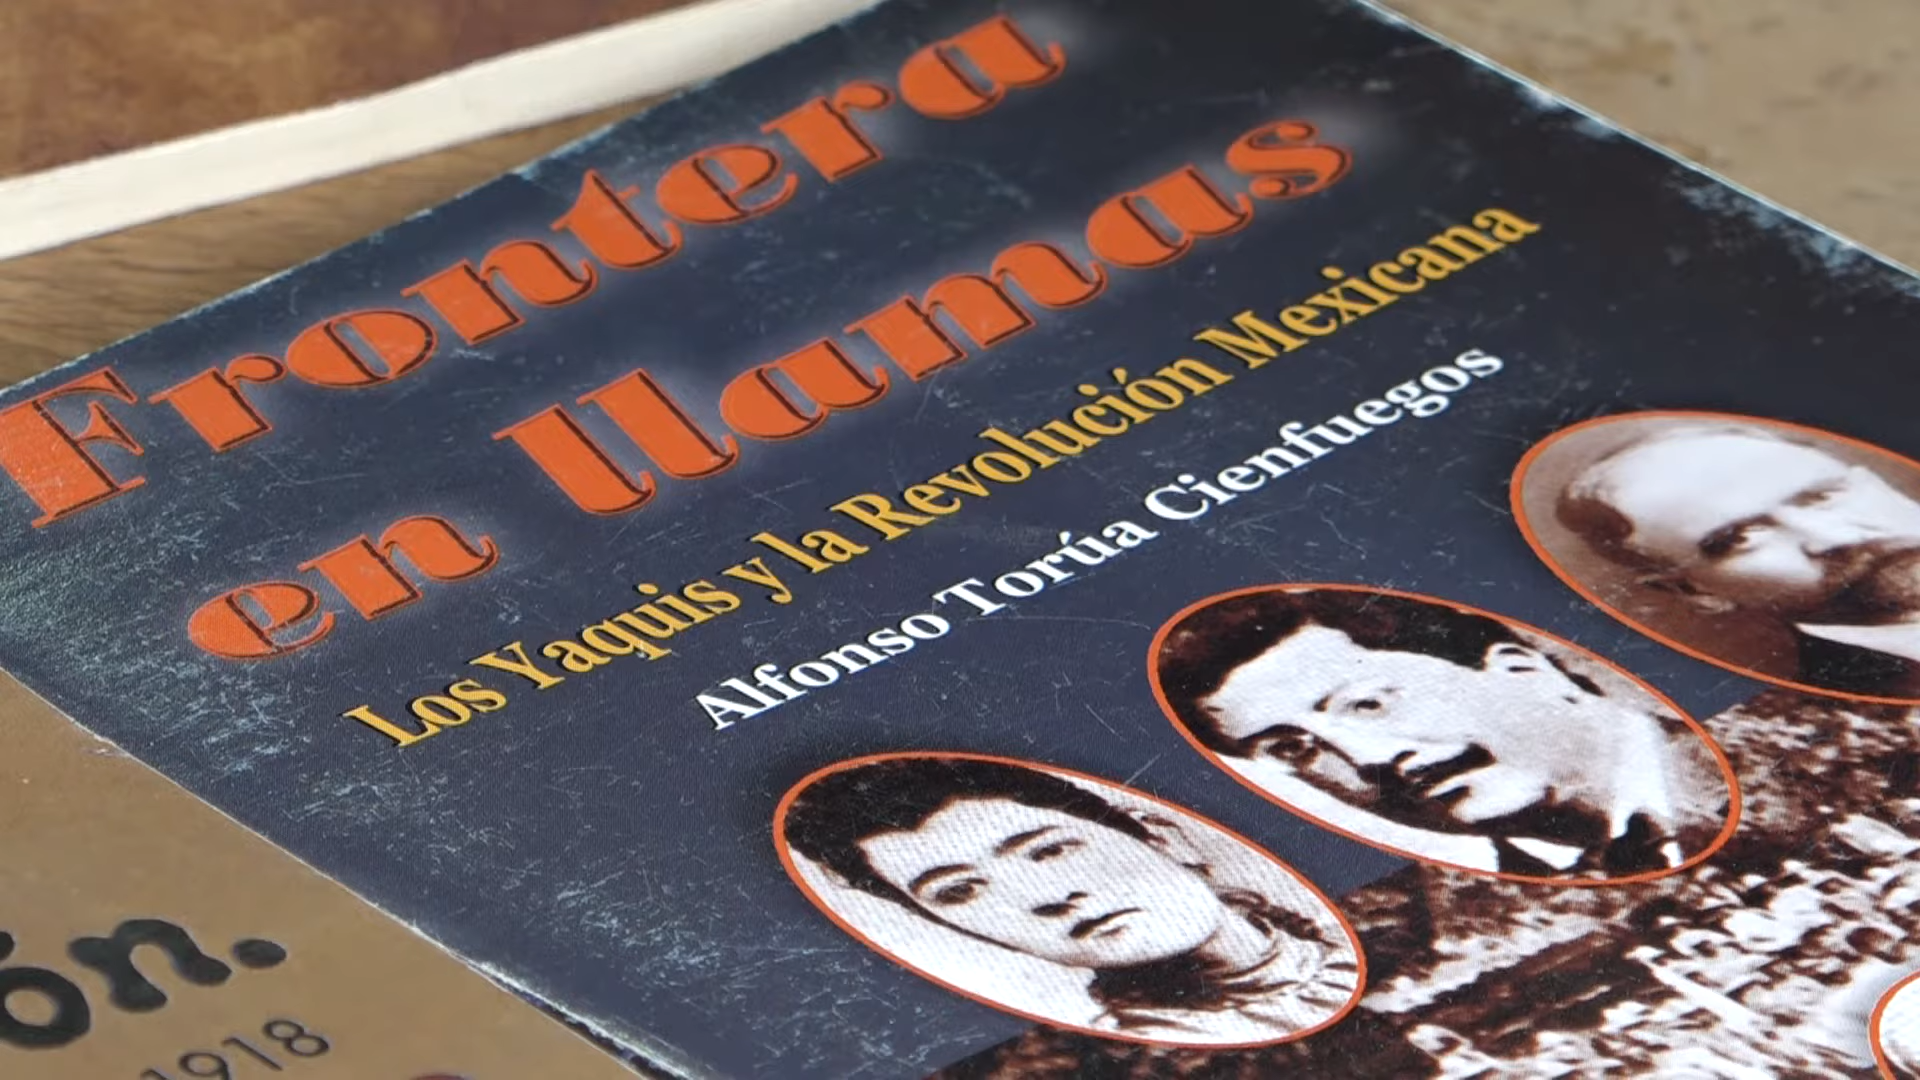 Frontera
en llamas
Los Yaquis y la Revolución Mexicana
Alfonso Torúa Cienfuegos
ón.
1918